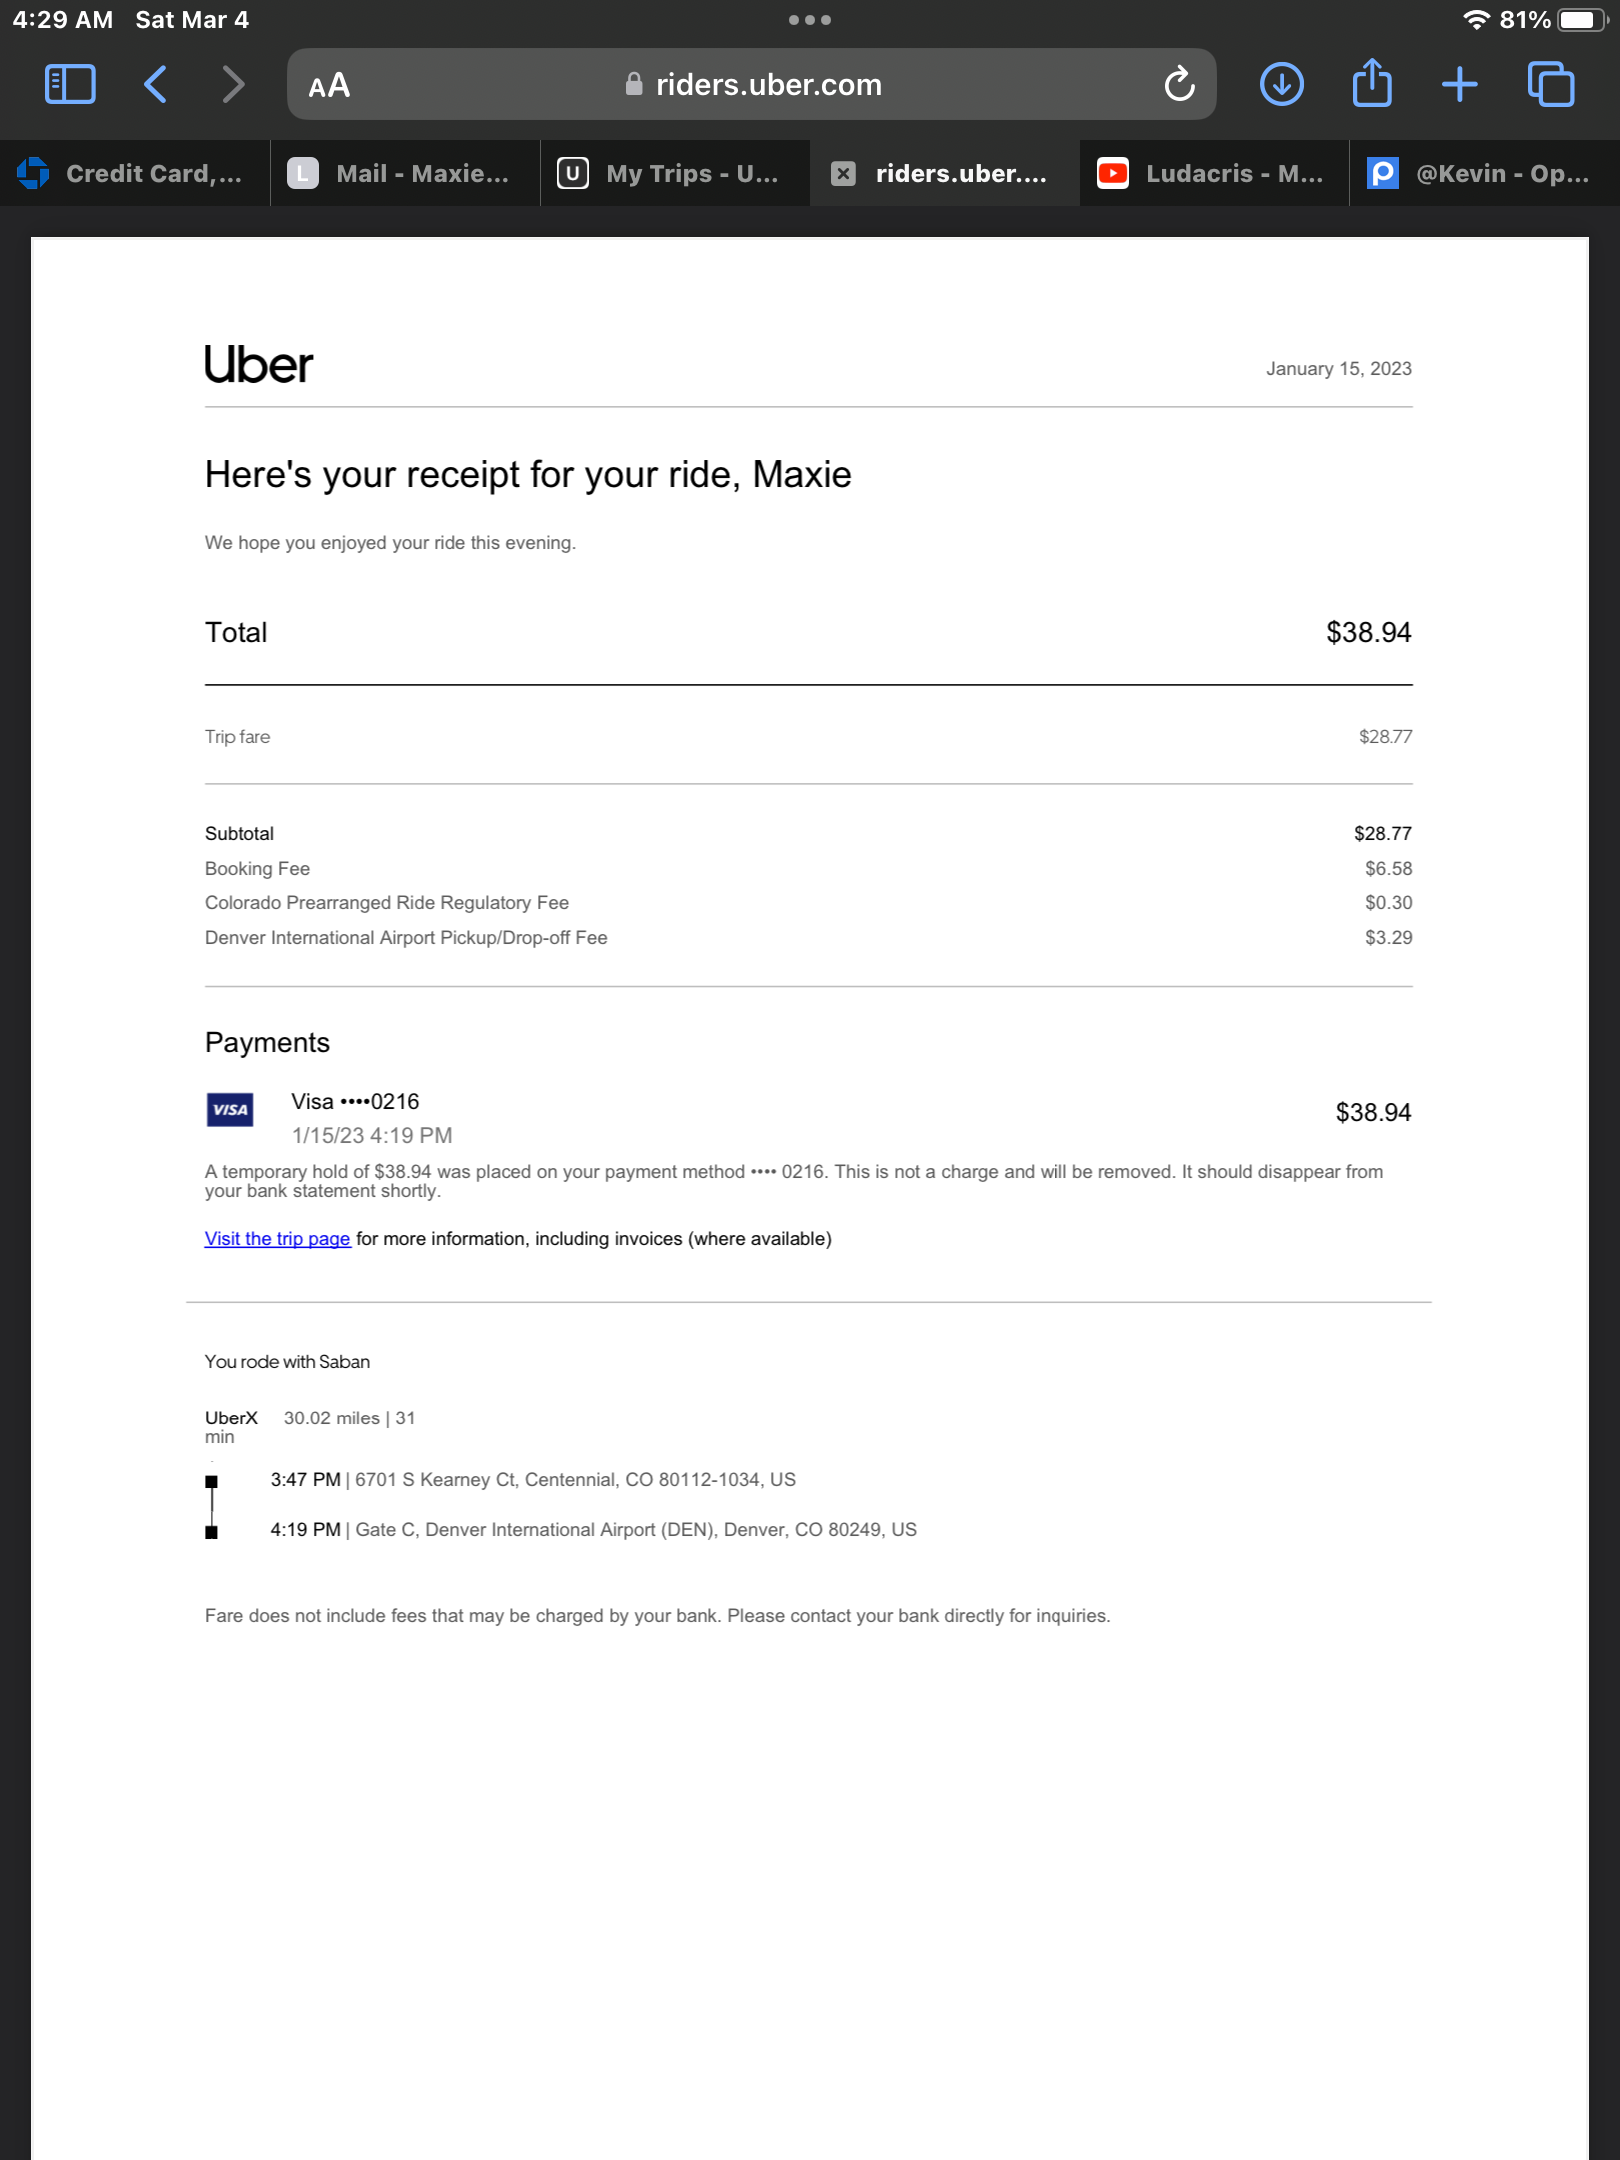 4:29 AM Sat Mar 4 81%
AA riders.uber.com
Credit Card,... L Mail - Maxie... U My Trips - U... riders.uber.... Ludacris - M... P @Kevin - Op...
Uber January 15, 2023
Here's your receipt for your ride, Maxie
We hope you enjoyed your ride this evening.
Total $38.94
Trip fare $28.77
Subtotal $28.77
Booking Fee $6.58
Colorado Prearranged Ride Regulatory Fee $0.30
Denver International Airport Pickup/Drop-off Fee $3.29
Payments
VISA Visa ••••0216 $38.94
1/15/23 4:19 PM
A temporary hold of $38.94 was placed on your payment method •••• 0216. This is not a charge and will be removed. It should disappear from
your bank statement shortly.
Visit the trip page for more information, including invoices (where available)
You rode with Saban
UberX 30.02 miles | 31
min
3:47 PM | 6701 S Kearney Ct, Centennial, CO 80112-1034, US
4:19 PM | Gate C, Denver International Airport (DEN), Denver, CO 80249, US
Fare does not include fees that may be charged by your bank. Please contact your bank directly for inquiries.